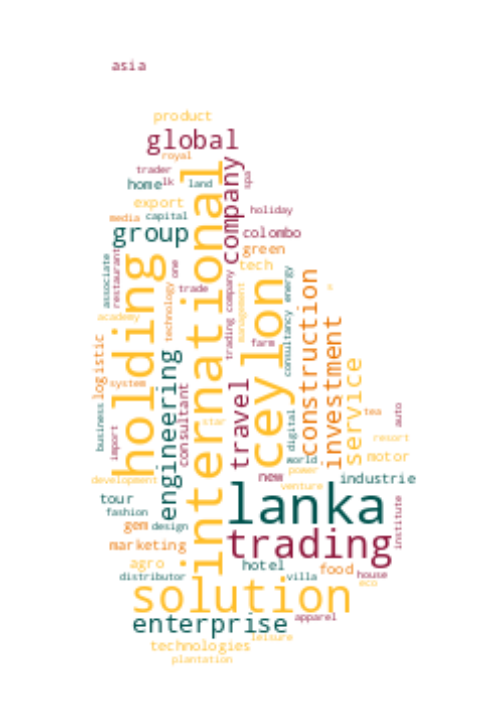 asia
product
global
royal
trader
home
lk
land
spa
export
media
capital
holiday
group
company
colombo
green
tech
associate
restaurant
one
trade
technology
academy
international
holding
ceylon
trading company
management
farm
consultancy
energy
construction
investment
service
logistic
system
business
import
engineering
consultant
star
travel
digital
world
power
tea
auto
resort
motor
development
new
venture
industrie
tour
fashion
gem
design
lanka
institute
marketing
trading
agro
distributor
hotel
villa
food
house
eco
solution
enterprise
apparel
leisure
technologies
plantation